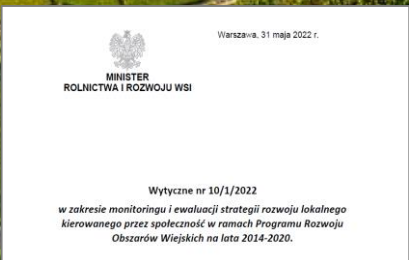 Warszawa, 31 maja 2022 r.
MINISTER
ROLNICTWA I ROZWOJU WSI
Wytyczne nr 10/1/2022
w zakresie monitoringu i ewaluacji strategii rozwoju lokalnego
kierowanego przez społeczność w ramach Programu Rozwoju
Obszarów Wiejskich na lata 2014-2020.